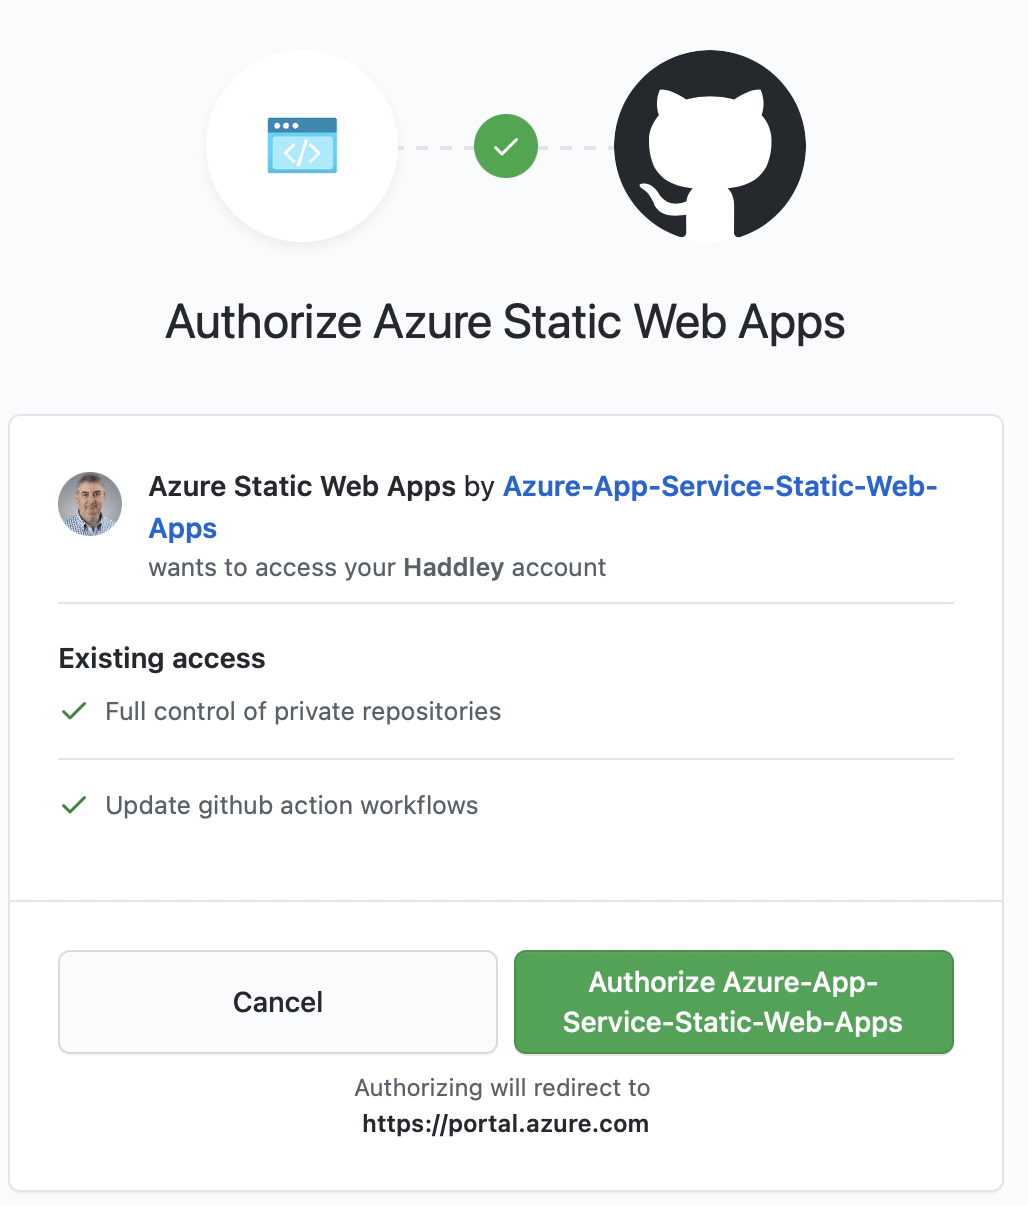 Authorize Azure Static Web Apps
Azure Static Web Apps by Azure-App-Service-Static-Web-
Apps
wants to access your Haddley account
Existing access
Full control of private repositories
Update github action workflows
Cancel
Authorize Azure-App-
Service-Static-Web-Apps
Authorizing will redirect to
https://portal.azure.com